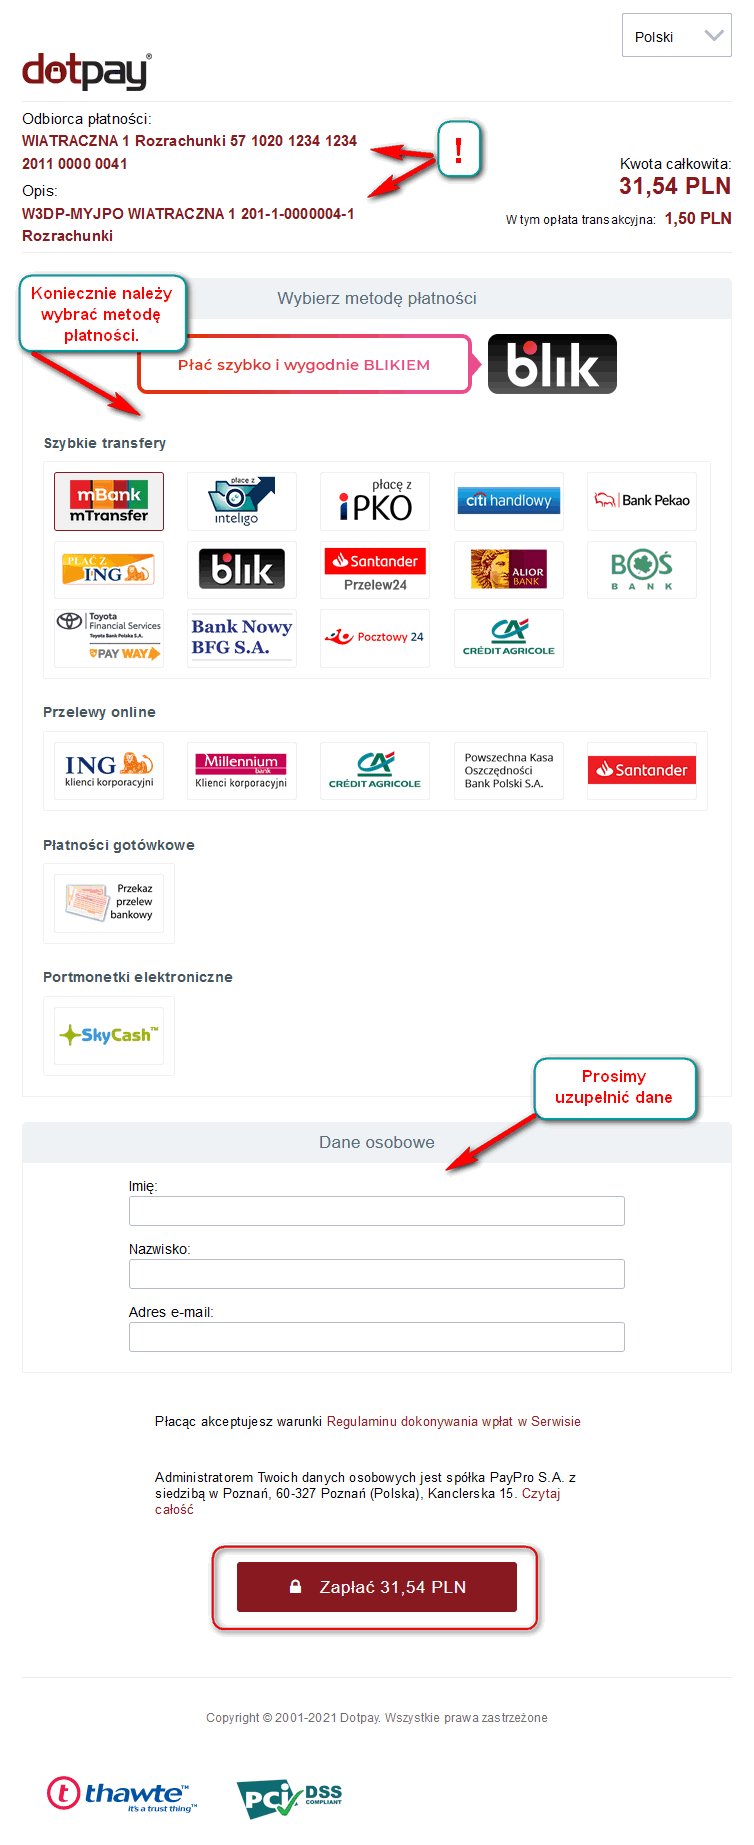 Polski
dotpay®
Odbiorca płatności:
WIATRACZNA 1 Rozrachunki 57 1020 1234 1234
2011 0000 0041
!
Kwota całkowita:
31,54 PLN
Opis:
W3DP-MYJPO WIATRACZNA 1 201-1-0000004-1
Rozrachunki
W tym opłata transakcyjna: 1,50 PLN
Koniecznie należy
wybrać metodę
płatności.
Wybierz metodę płatności
Płać szybko i wygodnie BLIKIEM
blik
Szybkie transfery
mBank
mTransfer
płacę z
inteligo
płacę z
iPKO
citi handlowy
Bank Pekao
PŁAĆ Z
ING
blik
Santander
Przelew24
ALIOR
BANK
BOŚ
BANK
Toyota
Financial Services
Toyota Bank Polska S.A.
PAY WAY
Bank Nowy
BFG S.A.
Pocztowy 24
CA
CRÉDIT AGRICOLE
Przelewy online
ING
klienci korporacyjni
Millennium
bank
Klienci korporacyjni
CA
CRÉDIT AGRICOLE
Powszechna Kasa
Oszczędności
Bank Polski S.A.
Santander
Płatności gotówkowe
Przekaz
przelew
bankowy
Portmonetki elektroniczne
SkyCash™
Prosimy
uzupełnić dane
Dane osobowe
Imię:
Nazwisko:
Adres e-mail:
Płacąc akceptujesz warunki Regulaminu dokonywania wpłat w Serwisie
Administratorem Twoich danych osobowych jest spółka PayPro S.A. z
siedzibą w Poznań, 60-327 Poznań (Polska), Kanclerska 15. Czytaj
całość
Zapłać 31,54 PLN
Copyright © 2001-2021 Dotpay. Wszystkie prawa zastrzeżone
t thawte™
it's a trust thing™
PCI DSS
COMPLIANT